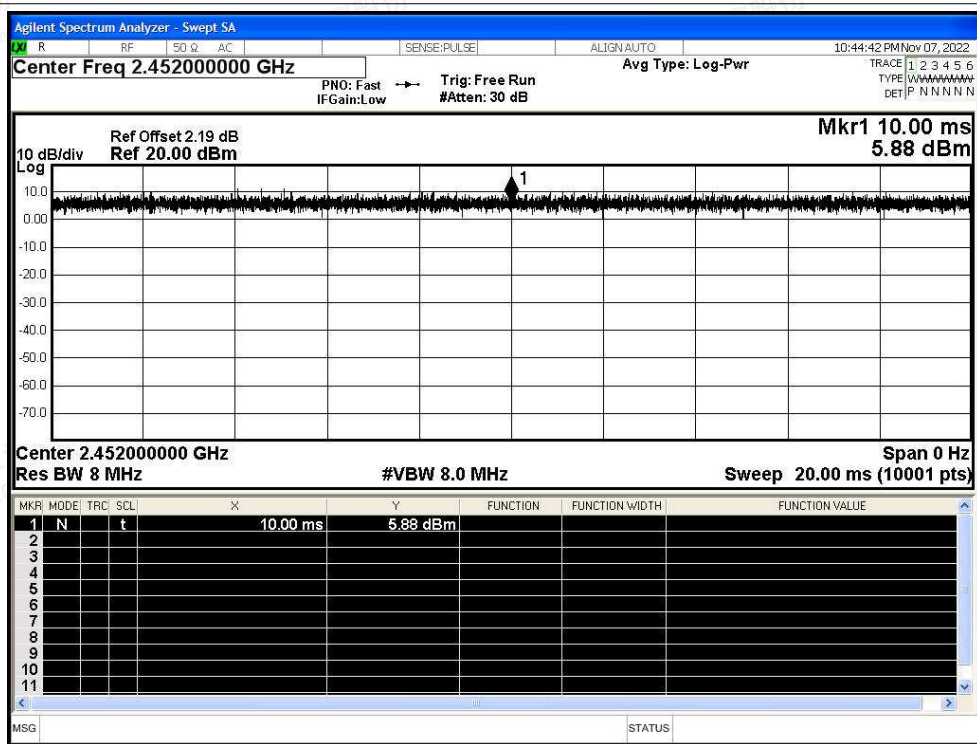 Agilent Spectrum Analyzer - Swept SA
LXI R RF 50 Ω AC SENSE:PULSE ALIGN AUTO 10:44:42 PM Nov 07, 2022
Center Freq 2.452000000 GHz
PNO: Fast
IFGain:Low
Trig: Free Run
#Atten: 30 dB
Avg Type: Log-Pwr
TRACE 1 2 3 4 5 6
TYPE
DET P N N N N N
Mkr1 10.00 ms
5.88 dBm
Ref Offset 2.19 dB
10 dB/div Ref 20.00 dBm
Log
1
10.0
0.00
-10.0
-20.0
-30.0
-40.0
-50.0
-60.0
-70.0
Center 2.452000000 GHz Span 0 Hz
Res BW 8 MHz #VBW 8.0 MHz Sweep 20.00 ms (10001 pts)
MKR MODE TRC SCL X Y FUNCTION FUNCTION WIDTH FUNCTION VALUE
1 N t 10.00 ms 5.88 dBm
2
3
4
5
6
7
8
9
10
11
MSG STATUS